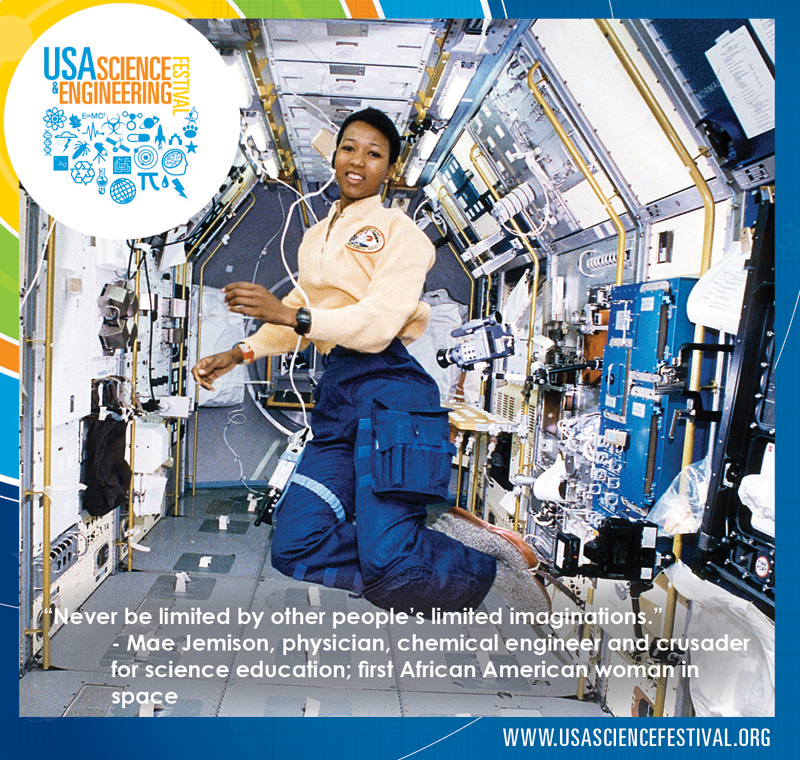 USA SCIENCE
& ENGINEERING
FESTIVAL
E=MC²
Ag
π
“Never be limited by other people’s limited imaginations.”
- Mae Jemison, physician, chemical engineer and crusader
for science education; first African American woman in
space
WWW.USASCIENCEFESTIVAL.ORG